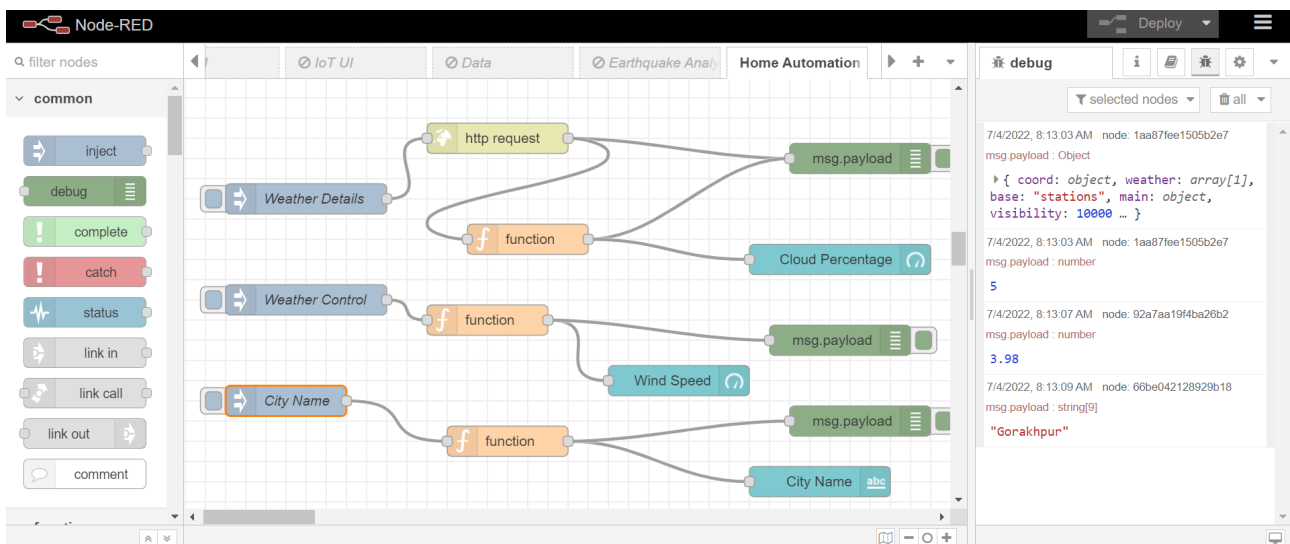 Node-RED
Deploy
filter nodes
IoT UI
Data
Earthquake Analy
Home Automation
debug
i
common
selected nodes
all
inject
debug
complete
catch
status
link in
link call
link out
comment
http request
msg.payload
Weather Details
function
Cloud Percentage
Weather Control
function
msg.payload
Wind Speed
City Name
msg.payload
function
City Name
abc
7/4/2022, 8:13:03 AM node: 1aa87fee1505b2e7
msg.payload : Object
{ coord: object, weather: array[1],
base: "stations", main: object,
visibility: 10000 … }
7/4/2022, 8:13:03 AM node: 1aa87fee1505b2e7
msg.payload : number
5
7/4/2022, 8:13:07 AM node: 92a7aa19f4ba26b2
msg.payload : number
3.98
7/4/2022, 8:13:09 AM node: 66be042128929b18
msg.payload : string[9]
"Gorakhpur"